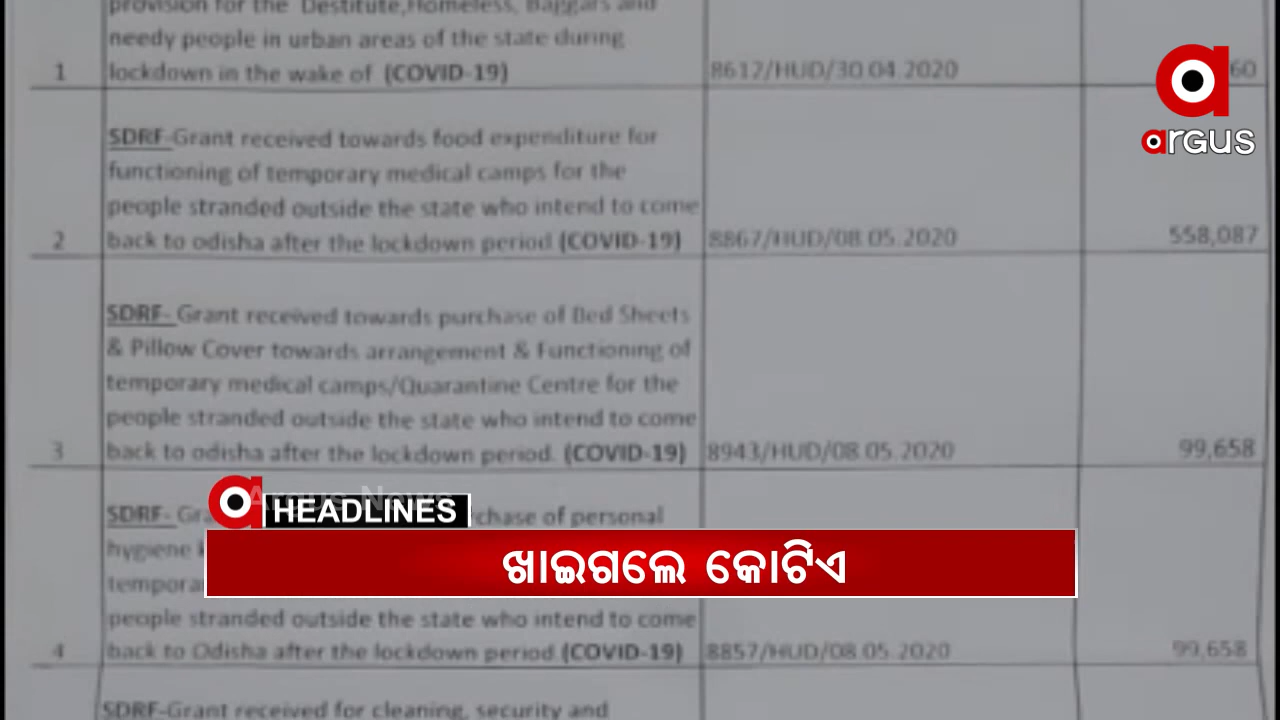 provision for the Destitute,Homeless, Baggars and
needy people in urban areas of the state during
1 lockdown in the wake of (COVID-19) 8612/HUD/30.04.2020 60
argus
SDRF-Grant received towards food expenditure for
functioning of temporary medical camps for the
people stranded outside the state who intend to come
2 back to odisha after the lockdown period (COVID-19) 8867/HUD/08.05.2020 558,087
SDRF- Grant received towards purchase of Bed Sheets
& Pillow Cover towards arrangement & Functioning of
temporary medical camps/Quarantine Centre for the
people stranded outside the state who intend to come
3 back to odisha after the lockdown period. (COVID-19) 8943/HUD/08.05.2020 99,658
Argus News
HEADLINES
SDRF- of personal
hygiene
ଖାଇଗଲେ କୋଟିଏ
people stranded outside the state who intend to come
4 back to Odisha after the lockdown period (COVID-19) 8857/HUD/08.05.2020 99,658
SDRF-Grant received for cleaning, security and